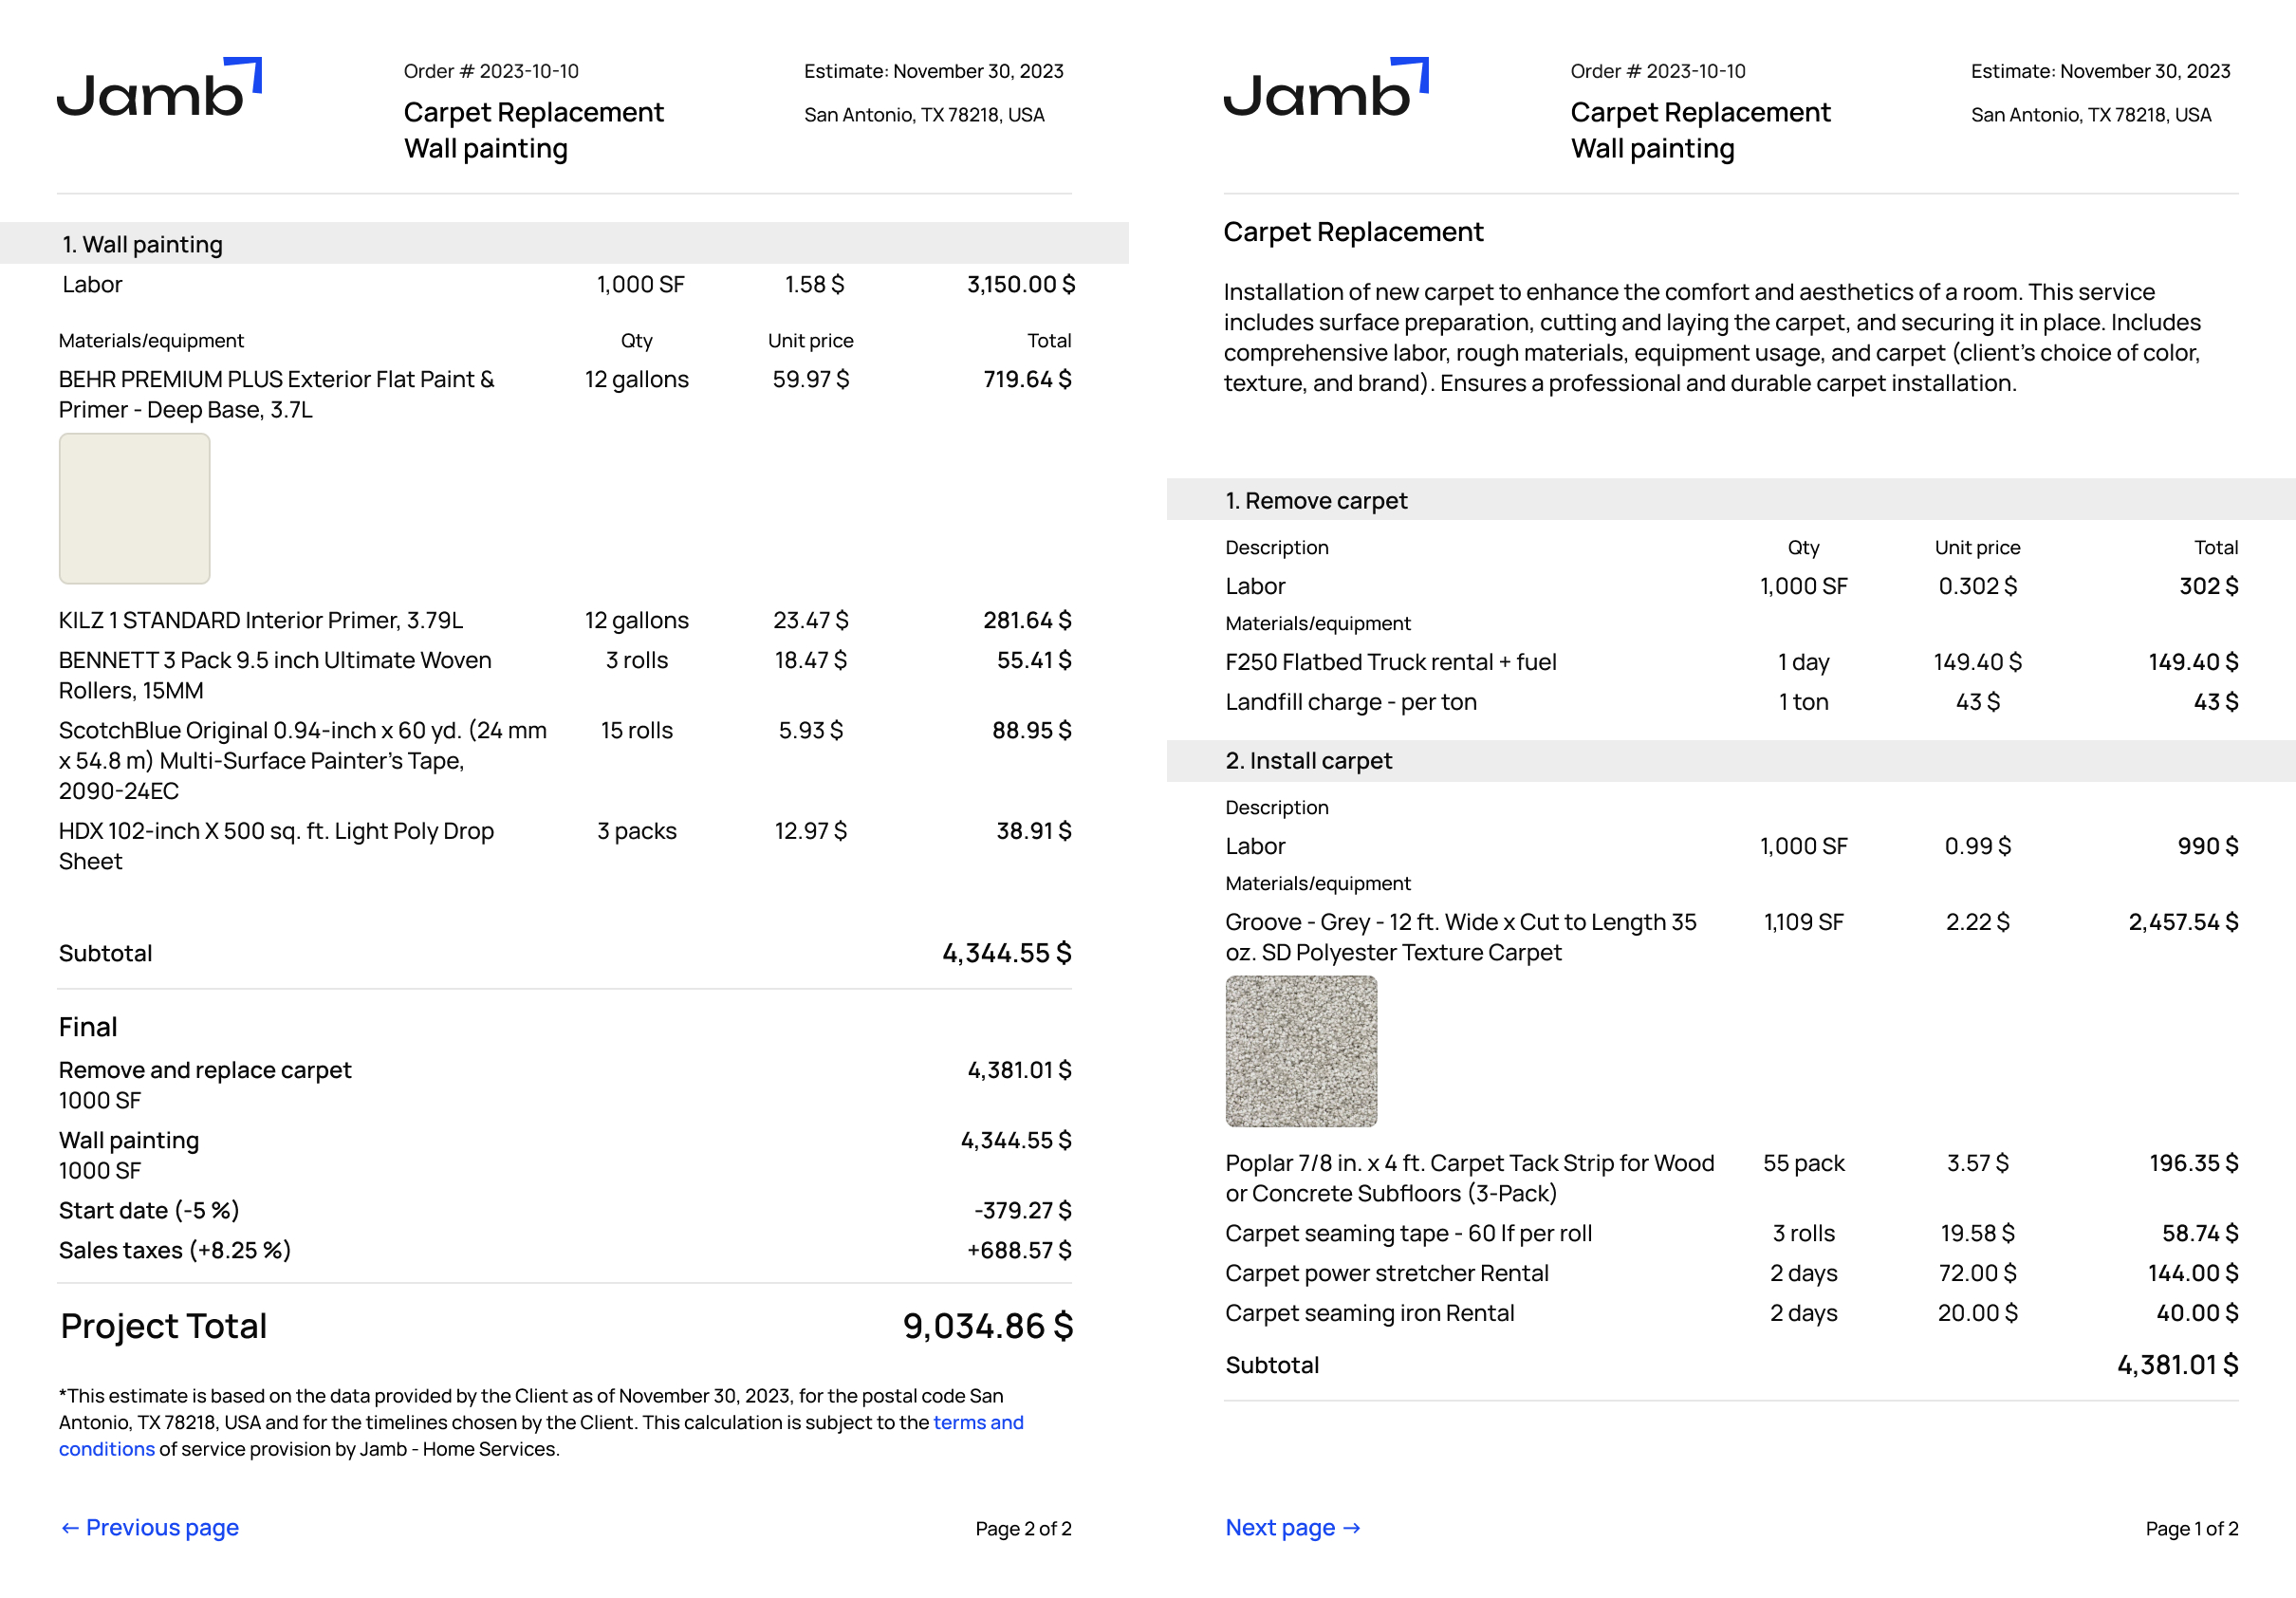 Jamb
Order # 2023-10-10
Carpet Replacement
Wall painting
Estimate: November 30, 2023
San Antonio, TX 78218, USA
1. Wall painting
Labor 1,000 SF 1.58 $ 3,150.00 $
Materials/equipment Qty Unit price Total
BEHR PREMIUM PLUS Exterior Flat Paint & 12 gallons 59.97 $ 719.64 $
Primer - Deep Base, 3.7L
KILZ 1 STANDARD Interior Primer, 3.79L 12 gallons 23.47 $ 281.64 $
BENNETT 3 Pack 9.5 inch Ultimate Woven 3 rolls 18.47 $ 55.41 $
Rollers, 15MM
ScotchBlue Original 0.94-inch x 60 yd. (24 mm 15 rolls 5.93 $ 88.95 $
x 54.8 m) Multi-Surface Painter's Tape,
2090-24EC
HDX 102-inch X 500 sq. ft. Light Poly Drop 3 packs 12.97 $ 38.91 $
Sheet
Subtotal 4,344.55 $
Final
Remove and replace carpet 4,381.01 $
1000 SF
Wall painting 4,344.55 $
1000 SF
Start date (-5 %) -379.27 $
Sales taxes (+8.25 %) +688.57 $
Project Total 9,034.86 $
*This estimate is based on the data provided by the Client as of November 30, 2023, for the postal code San
Antonio, TX 78218, USA and for the timelines chosen by the Client. This calculation is subject to the terms and
conditions of service provision by Jamb - Home Services.
← Previous page Page 2 of 2
Jamb
Order # 2023-10-10
Carpet Replacement
Wall painting
Estimate: November 30, 2023
San Antonio, TX 78218, USA
Carpet Replacement
Installation of new carpet to enhance the comfort and aesthetics of a room. This service
includes surface preparation, cutting and laying the carpet, and securing it in place. Includes
comprehensive labor, rough materials, equipment usage, and carpet (client's choice of color,
texture, and brand). Ensures a professional and durable carpet installation.
1. Remove carpet
Description Qty Unit price Total
Labor 1,000 SF 0.302 $ 302 $
Materials/equipment
F250 Flatbed Truck rental + fuel 1 day 149.40 $ 149.40 $
Landfill charge - per ton 1 ton 43 $ 43 $
2. Install carpet
Description
Labor 1,000 SF 0.99 $ 990 $
Materials/equipment
Groove - Grey - 12 ft. Wide x Cut to Length 35 1,109 SF 2.22 $ 2,457.54 $
oz. SD Polyester Texture Carpet
Poplar 7/8 in. x 4 ft. Carpet Tack Strip for Wood 55 pack 3.57 $ 196.35 $
or Concrete Subfloors (3-Pack)
Carpet seaming tape - 60 lf per roll 3 rolls 19.58 $ 58.74 $
Carpet power stretcher Rental 2 days 72.00 $ 144.00 $
Carpet seaming iron Rental 2 days 20.00 $ 40.00 $
Subtotal 4,381.01 $
Next page → Page 1 of 2